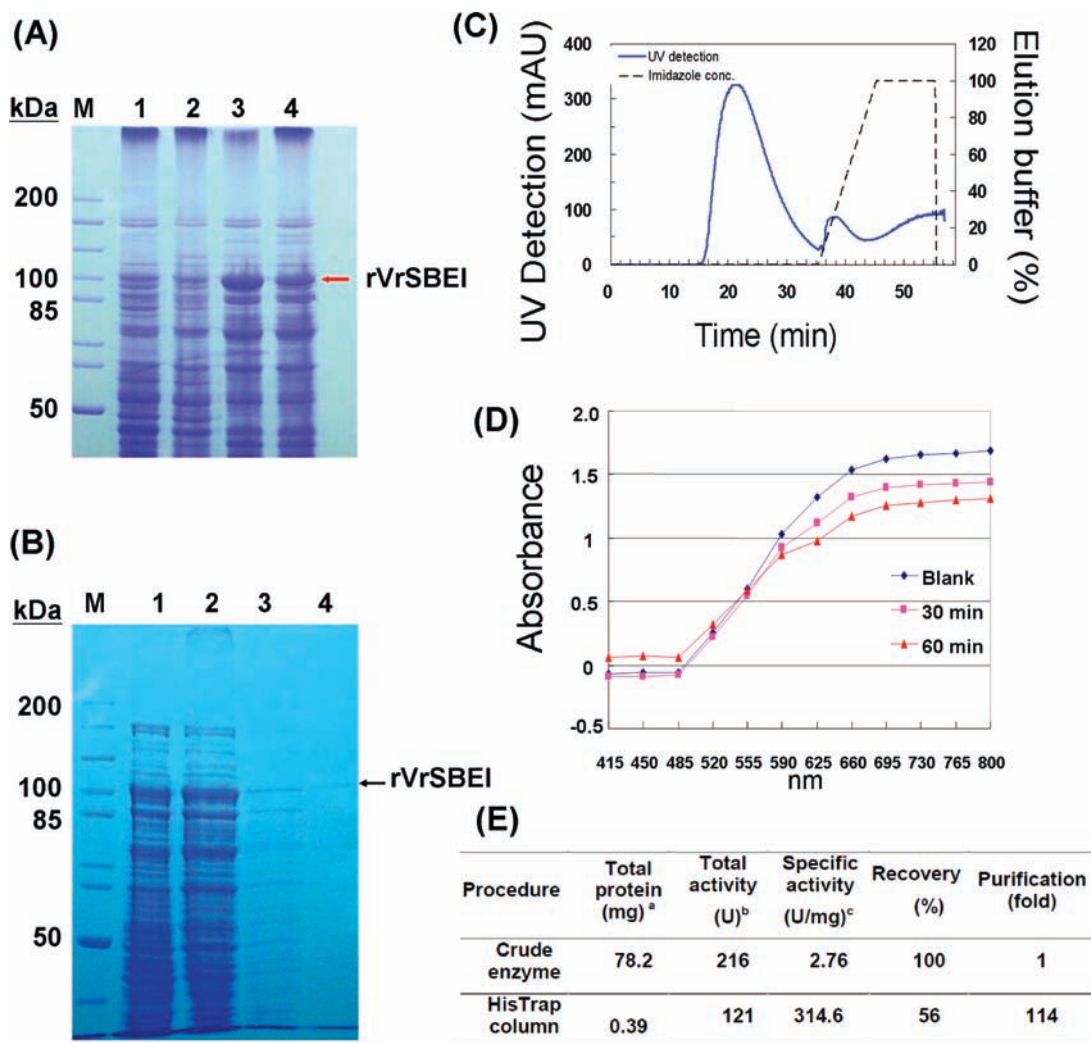 (A)
kDa M 1 2 3 4
200
100
85
50
rVrSBEI
(B)
kDa M 1 2 3 4
200
100
85
50
rVrSBEI
(C)
UV Detection (mAU)
400
300
200
100
0
UV detection
Imidazole conc.
120
100
80
60
40
20
0
Elution buffer (%)
0 10 20 30 40 50
Time (min)
(D)
Absorbance
2.0
1.5
1
0.5
0
-0.5
Blank
30 min
60 min
415 450 485 520 555 590 625 660 695 730 765 800
nm
(E)
Procedure Total protein (mg) a Total activity (U)b Specific activity (U/mg)c Recovery (%) Purification (fold)
Crude enzyme 78.2 216 2.76 100 1
HisTrap column 0.39 121 314.6 56 114